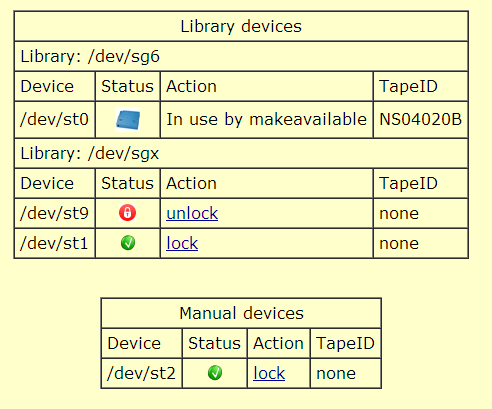 Library devices
Library: /dev/sg6
Device Status Action TapeID
/dev/st0 In use by makeavailable NS04020B
Library: /dev/sgx
Device Status Action TapeID
/dev/st9 unlock none
/dev/st1 lock none
Manual devices
Device Status Action TapeID
/dev/st2 lock none